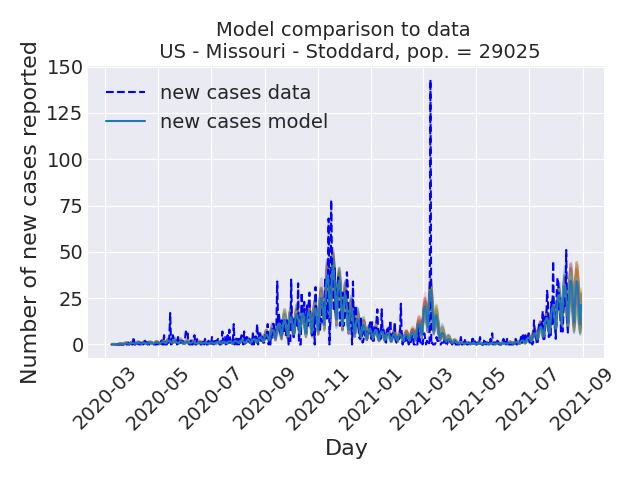 Model comparison to data
US - Missouri - Stoddard, pop. = 29025
Number of new cases reported
150
125
100
75
50
25
0
new cases data
new cases model
2020-03
2020-05
2020-07
2020-09
2020-11
2021-01
2021-03
2021-05
2021-07
2021-09
Day